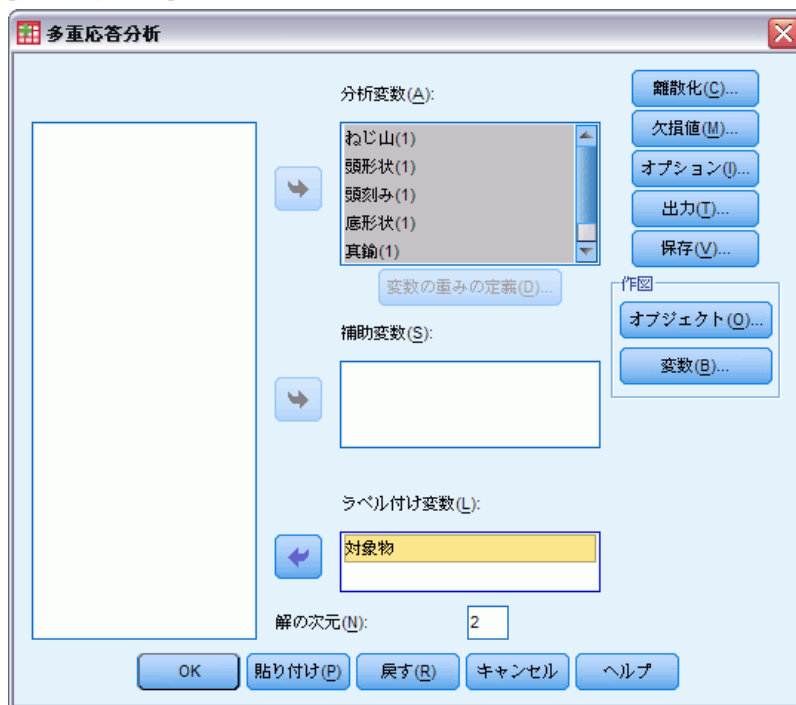 多重応答分析
分析変数(A):
ねじ山(1)
頭形状(1)
頭刻み(1)
底形状(1)
真鍮(1)
変数の重みの定義(D)...
補助変数(S):
ラベル付け変数(L):
対象物
解の次元(N):
2
離散化(C)...
欠損値(M)...
オプション(I)...
出力(T)...
保存(V)...
作図
オブジェクト(O)...
変数(B)...
OK
貼り付け(P)
戻す(R)
キャンセル
ヘルプ